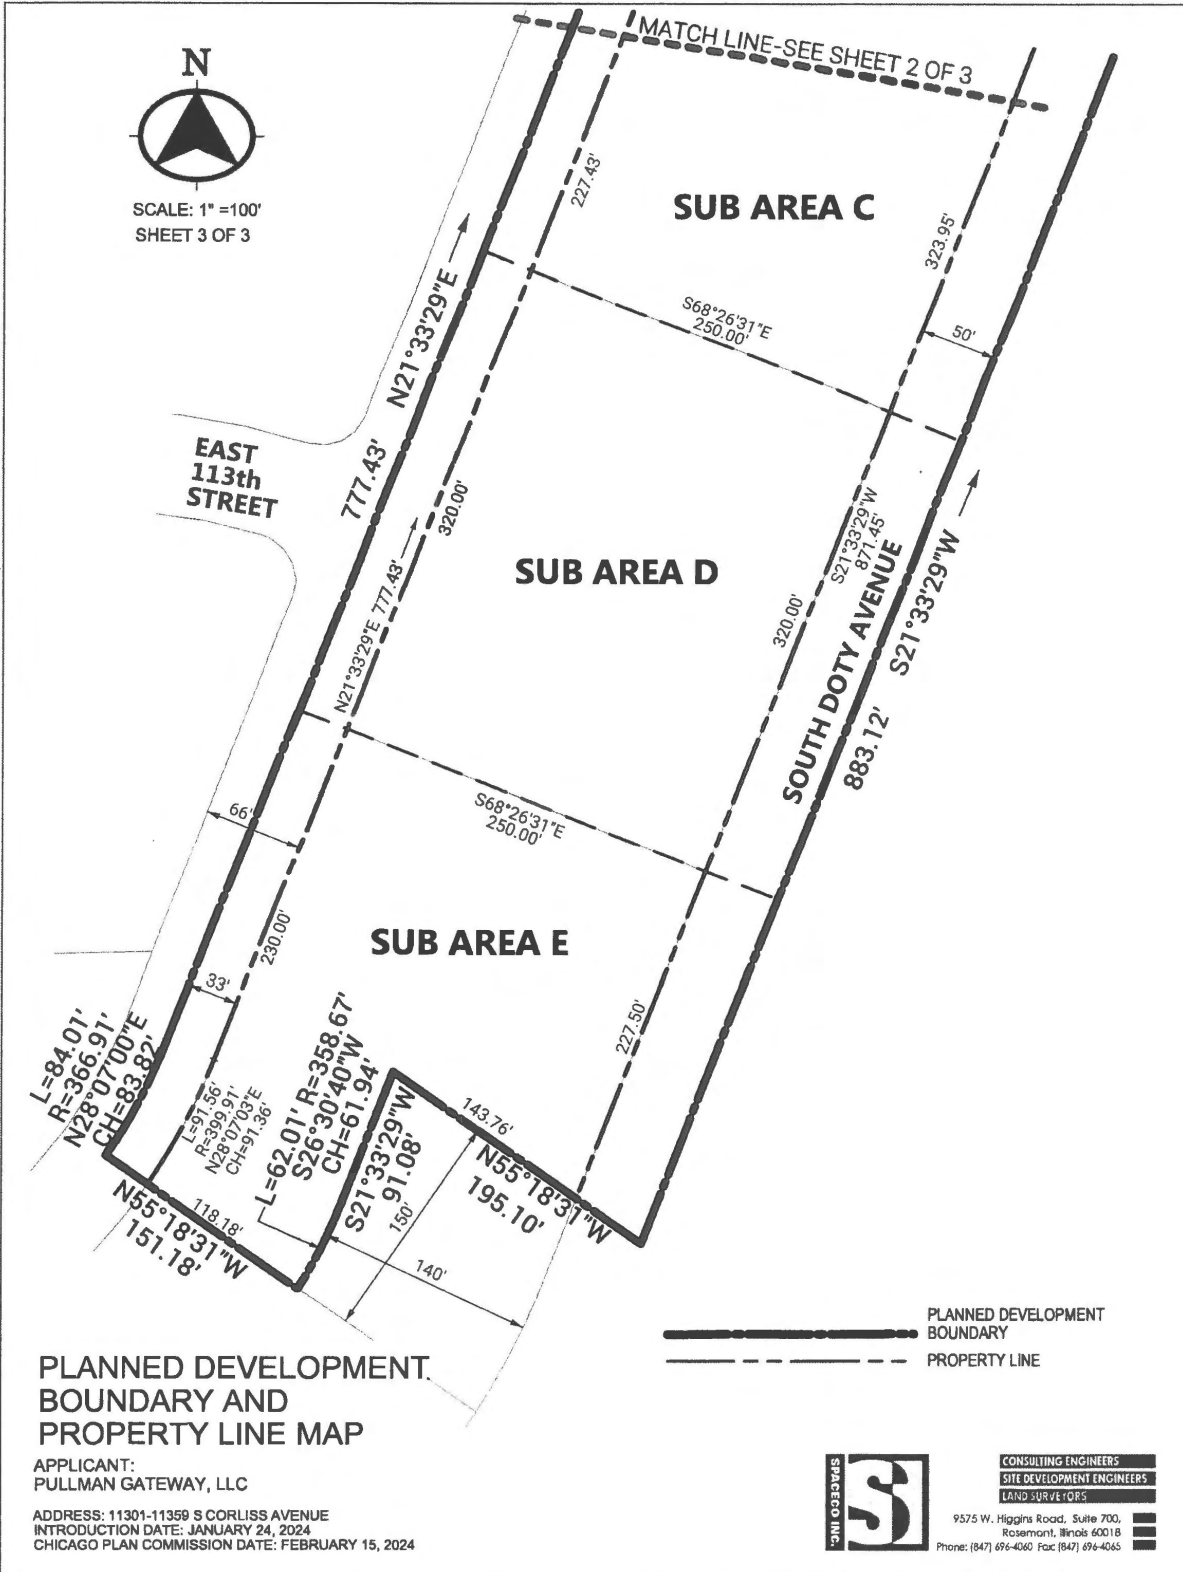 MATCH LINE-SEE SHEET 2 OF 3
N
SCALE: 1" =100'
SHEET 3 OF 3
227.43'
SUB AREA C
323.95'
N21°33'29"E
777.43'
S68°26'31"E
250.00'
50'
EAST
113th
STREET
320.00'
N21°33'29"E 777.43'
SUB AREA D
S21°33'29"W
871.45'
320.00'
SOUTH DOTY AVENUE
S21°33'29"W
883.12'
66'
S68°26'31"E
250.00'
230.00'
SUB AREA E
33'
227.50'
L=84.01'
R=366.91'
N28°07'00"E
CH=83.82'
L=91.56'
R=399.91'
N28°07'03"E
CH=91.36'
L=62.01' R=358.67'
S26°30'40"W
CH=61.94'
S21°33'29"W
91.08'
143.76'
N55°18'31"W
195.10'
150'
140'
118.18'
N55°18'31"W
151.18'
PLANNED DEVELOPMENT
BOUNDARY
PROPERTY LINE
PLANNED DEVELOPMENT
BOUNDARY AND
PROPERTY LINE MAP
APPLICANT:
PULLMAN GATEWAY, LLC
ADDRESS: 11301-11359 S CORLISS AVENUE
INTRODUCTION DATE: JANUARY 24, 2024
CHICAGO PLAN COMMISSION DATE: FEBRUARY 15, 2024
SPACECO INC.
CONSULTING ENGINEERS
SITE DEVELOPMENT ENGINEERS
LAND SURVEYORS
9575 W. Higgins Road, Suite 700,
Rosemont, Illinois 60018
Phone: (847) 696-4060 Fax: (847) 696-4065